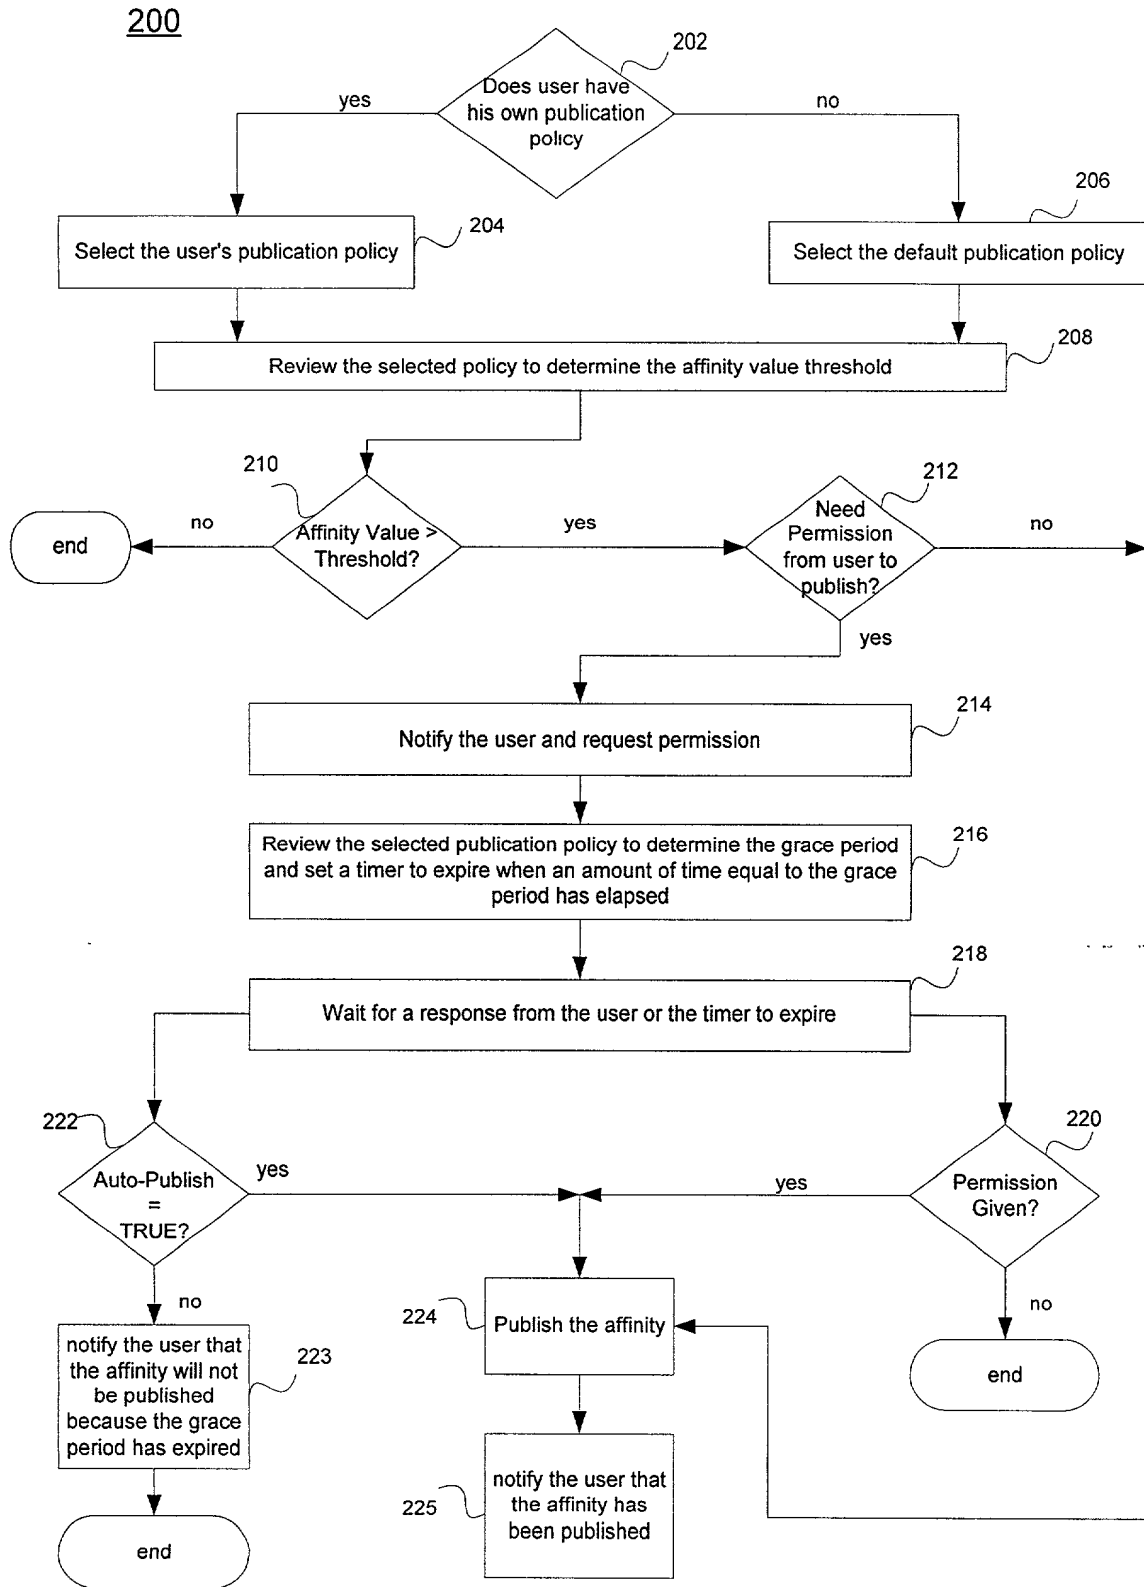 200
202
Does user have
his own publication
policy
yes
no
206
204
Select the user's publication policy
Select the default publication policy
208
Review the selected policy to determine the affinity value threshold
210
212
no
Affinity Value >
Threshold?
yes
Need
Permission
from user to
publish?
no
end
yes
214
Notify the user and request permission
216
Review the selected publication policy to determine the grace period
and set a timer to expire when an amount of time equal to the grace
period has elapsed
218
Wait for a response from the user or the timer to expire
222
220
Auto-Publish
=
TRUE?
yes
yes
Permission
Given?
no
no
224
Publish the affinity
notify the user that
the affinity will not
be published
because the grace
period has expired
223
end
225
notify the user that
the affinity has
been published
end